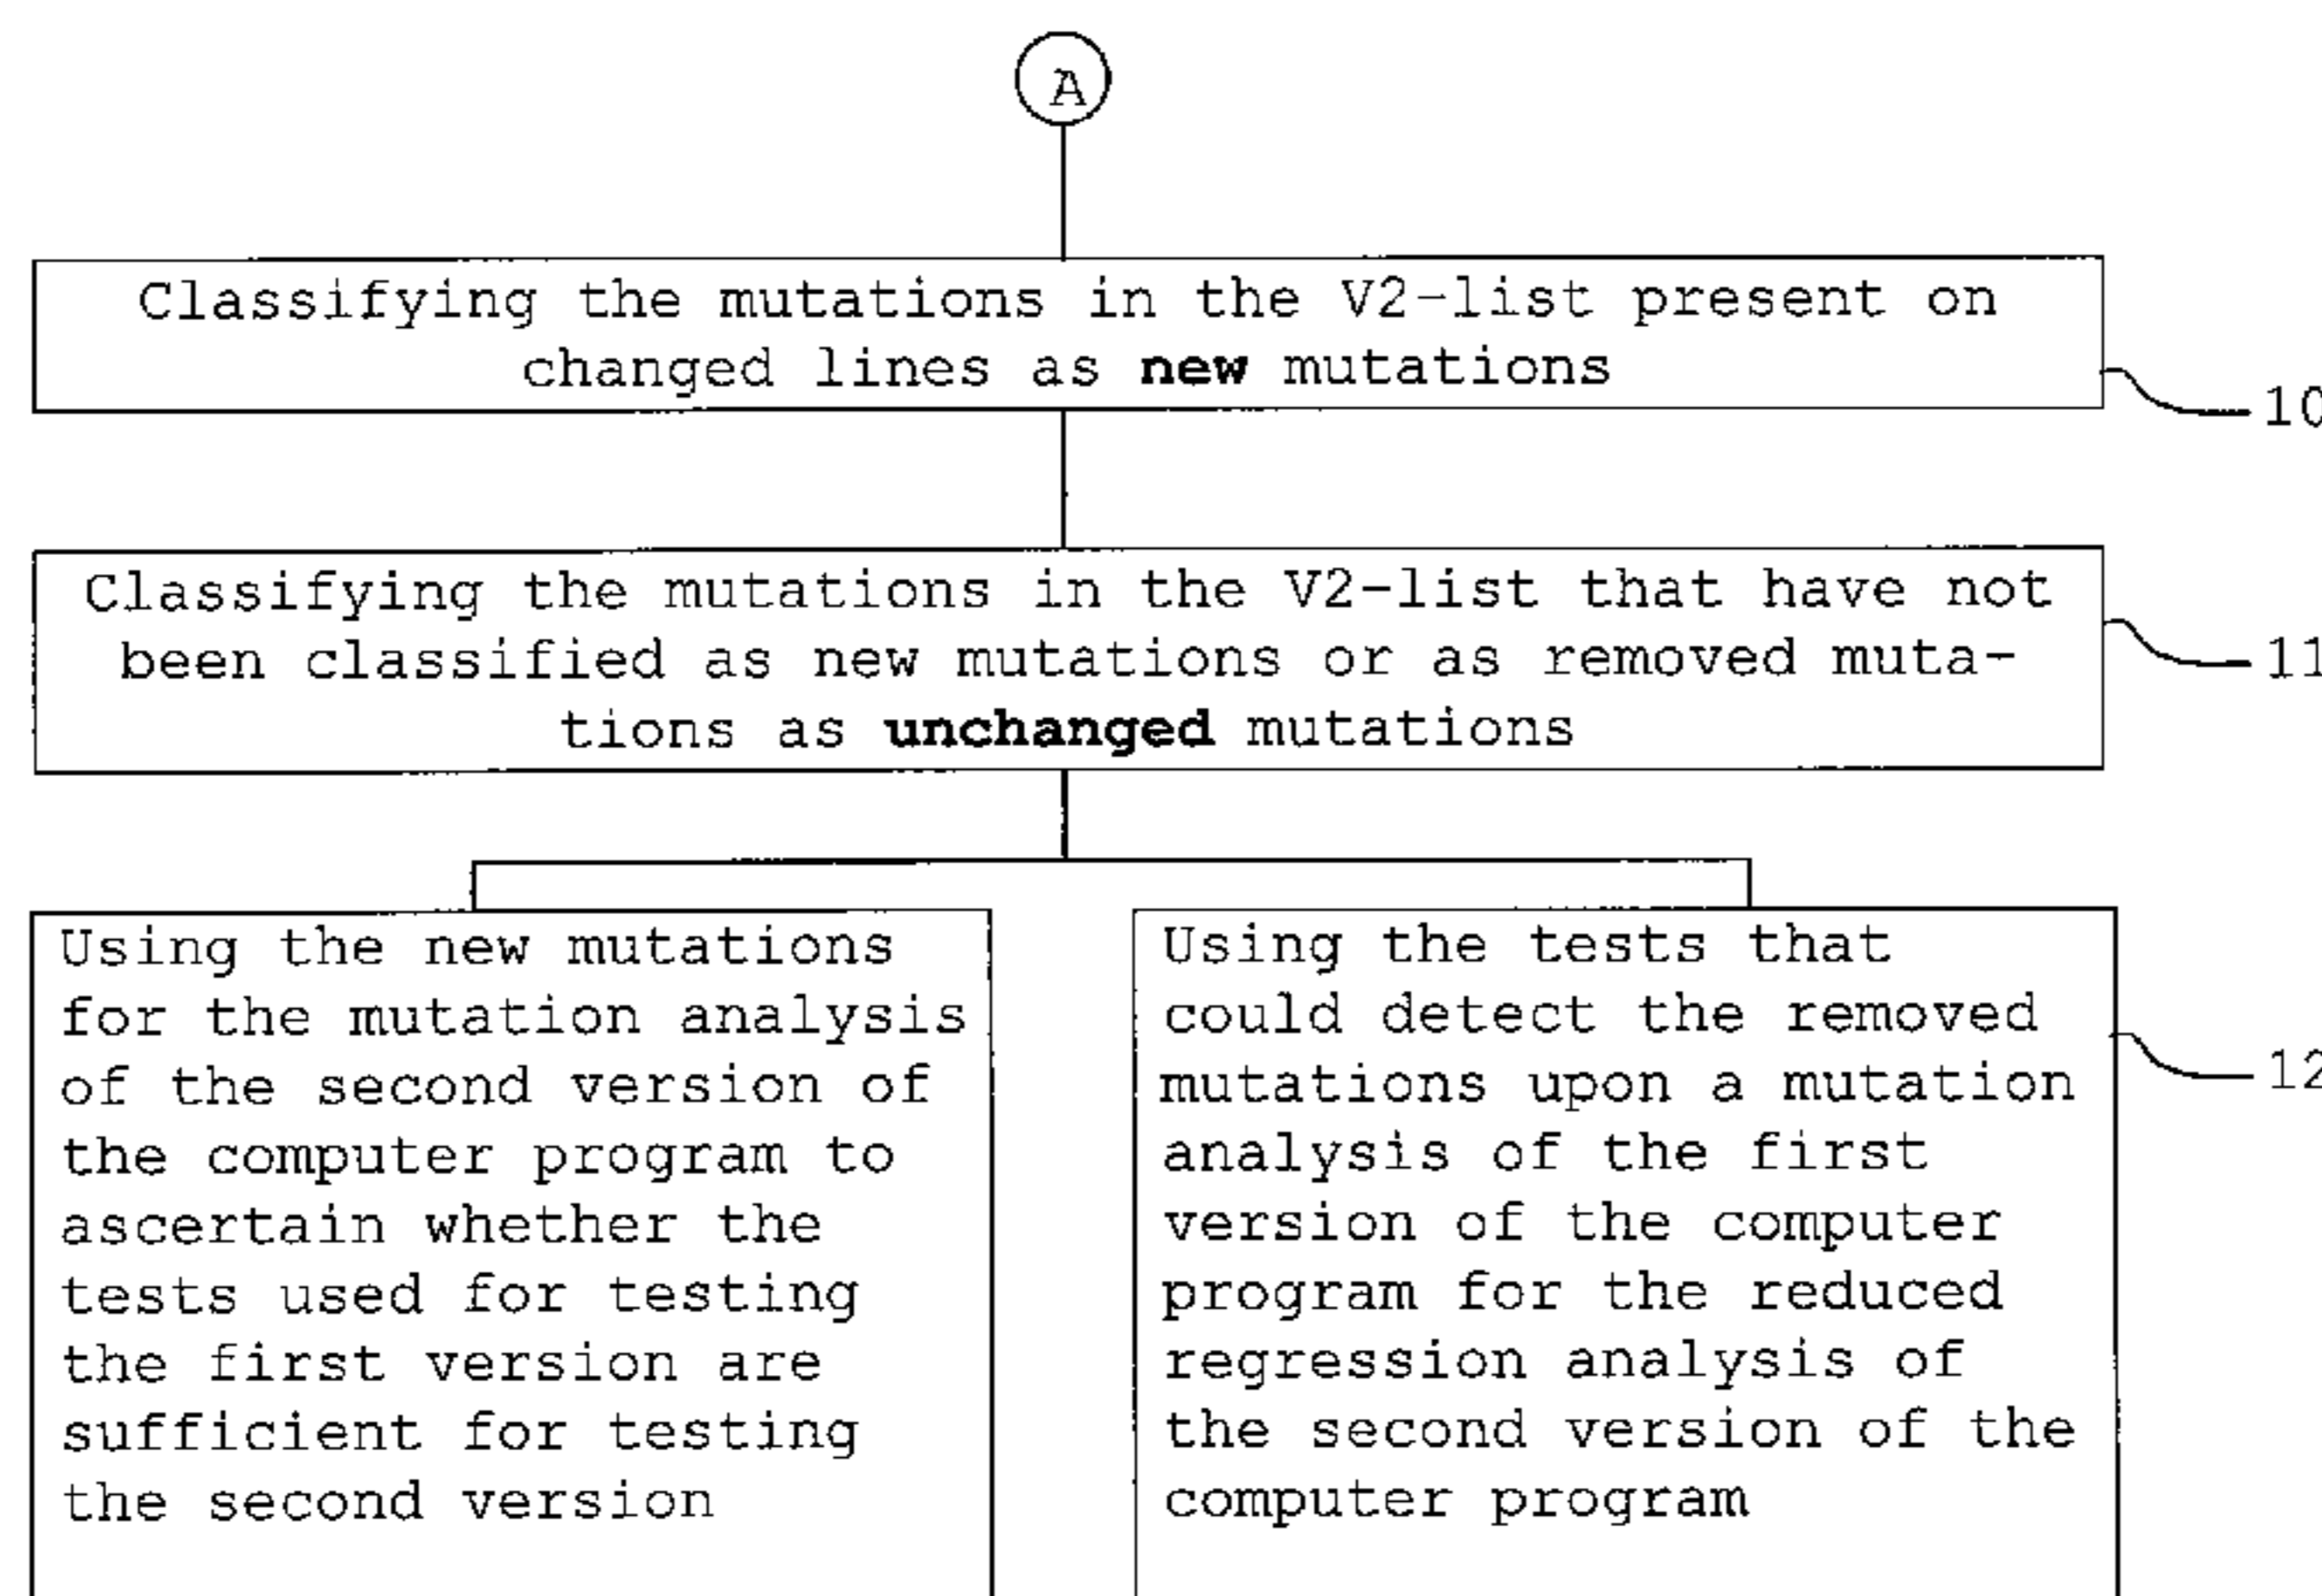 A
Classifying the mutations in the V2-list present on
changed lines as new mutations
10
Classifying the mutations in the V2-list that have not
been classified as new mutations or as removed muta-
tions as unchanged mutations
11
Using the new mutations
for the mutation analysis
of the second version of
the computer program to
ascertain whether the
tests used for testing
the first version are
sufficient for testing
the second version
Using the tests that
could detect the removed
mutations upon a mutation
analysis of the first
version of the computer
program for the reduced
regression analysis of
the second version of the
computer program
12